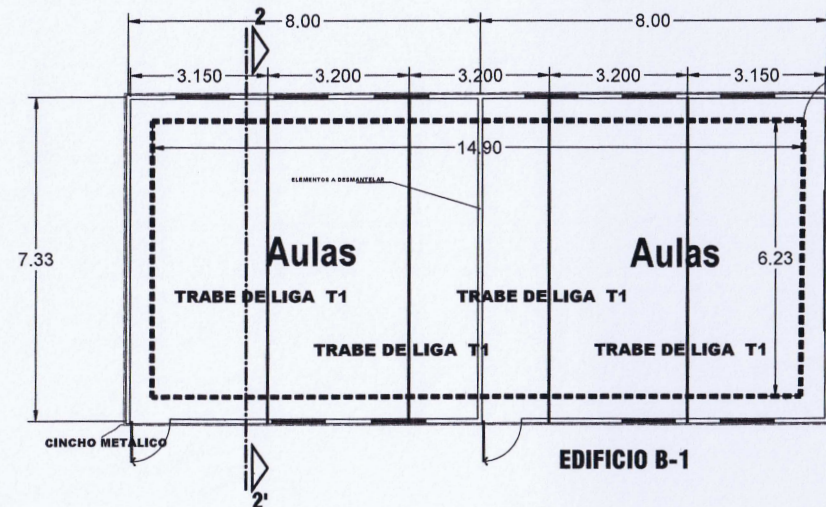 2
8.00
8.00
3.150
3.200
3.200
3.200
3.150
14.90
ELEMENTOS A DESMANTELAR
7.33
Aulas
Aulas
6.23
TRABE DE LIGA T1
TRABE DE LIGA T1
TRABE DE LIGA T1
TRABE DE LIGA T1
CINCHO METÁLICO
EDIFICIO B-1
2'